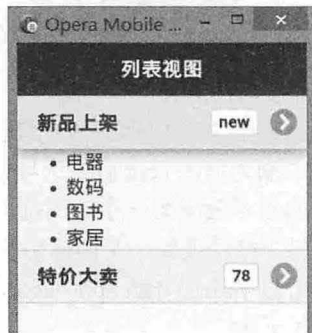 Opera Mobile ...
列表视图
新品上架 new
• 电器
• 数码
• 图书
• 家居
特价大卖 78